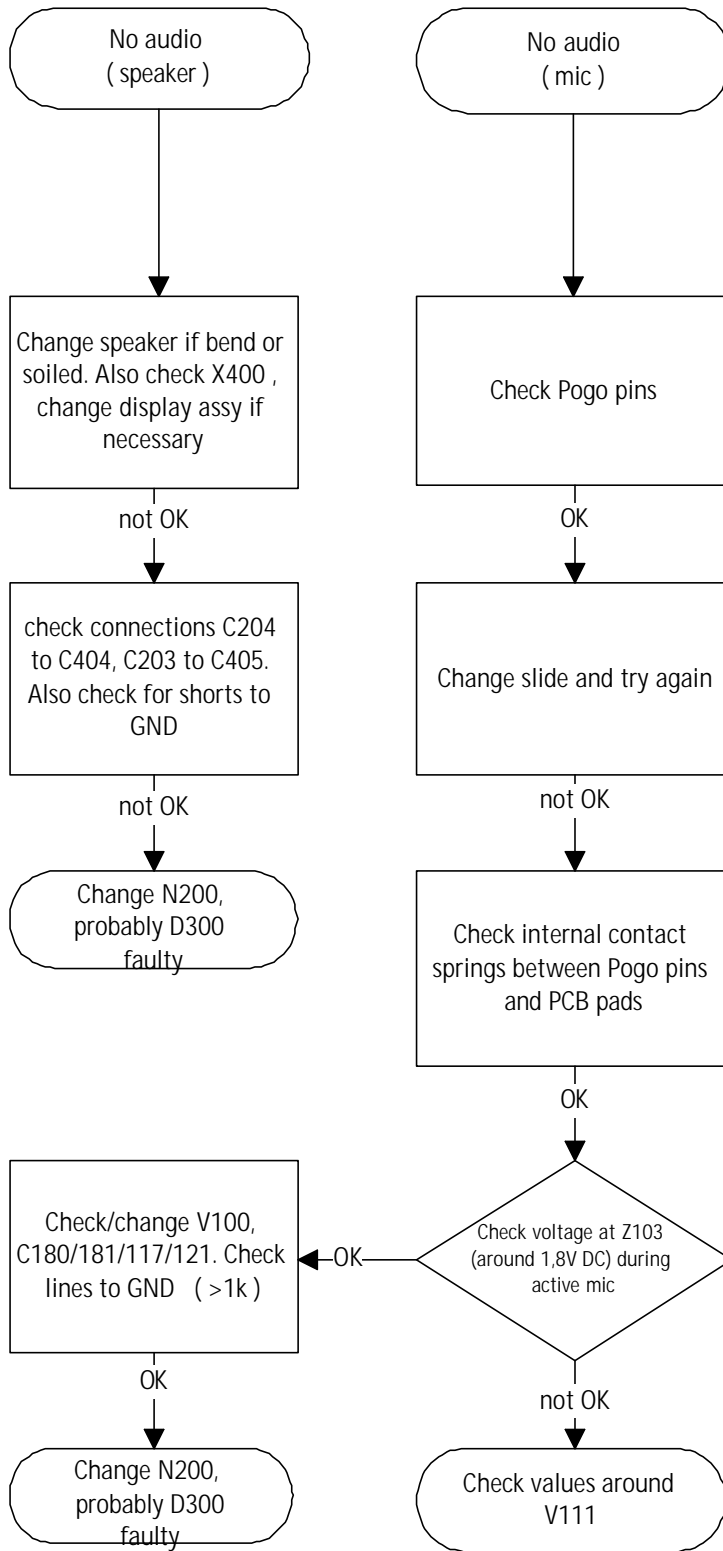 No audio
( speaker )
Change speaker if bend or
soiled. Also check X400 ,
change display assy if
necessary
not OK
check connections C204
to C404, C203 to C405.
Also check for shorts to
GND
not OK
Change N200,
probably D300
faulty
No audio
( mic )
Check Pogo pins
OK
Change slide and try again
not OK
Check internal contact
springs between Pogo pins
and PCB pads
OK
Check voltage at Z103
(around 1,8V DC) during
active mic
OK
Check/change V100,
C180/181/117/121. Check
lines to GND ( >1k )
OK
Change N200,
probably D300
faulty
not OK
Check values around
V111